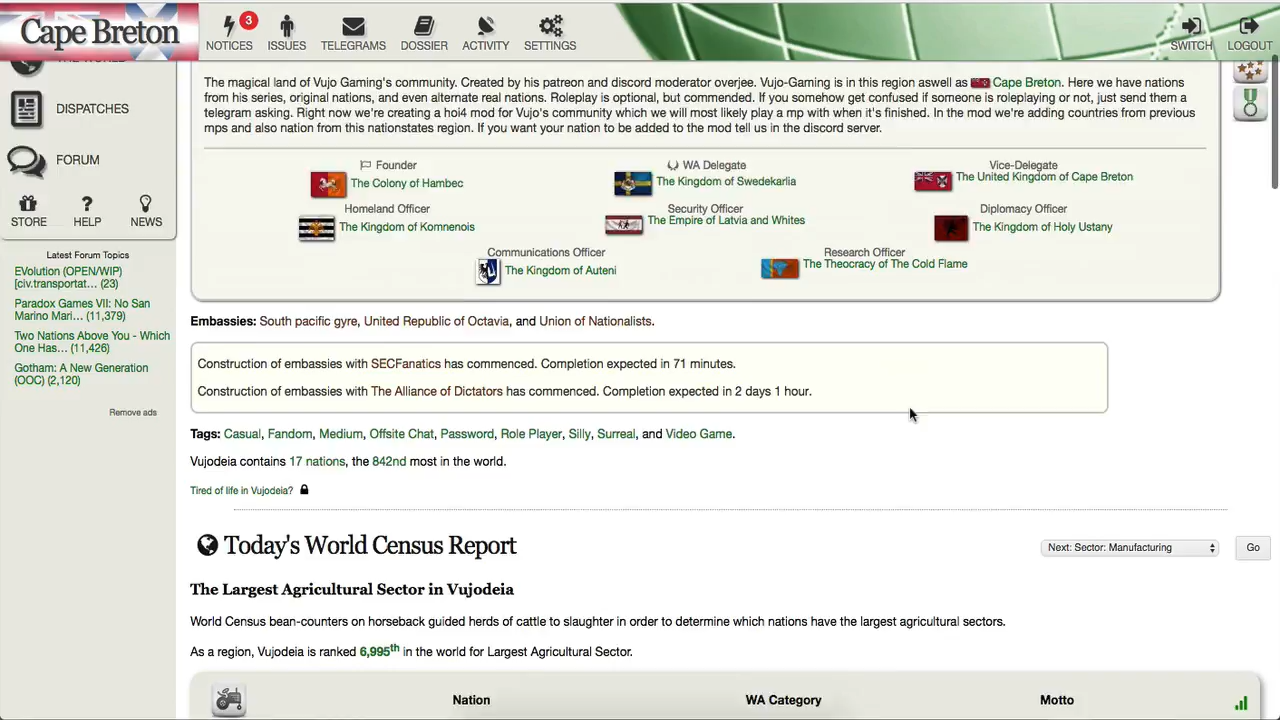 Cape Breton
3
NOTICES ISSUES TELEGRAMS DOSSIER ACTIVITY SETTINGS SWITCH LOGOUT
DISPATCHES
FORUM
STORE HELP NEWS
Latest Forum Topics
EVolution (OPEN/WIP)
[civ.transportat... (23)
Paradox Games VII: No San
Marino Mari... (11,379)
Two Nations Above You - Which
One Has... (11,426)
Gotham: A New Generation
(OOC) (2,120)
Remove ads
The magical land of Vujo Gaming's community. Created by his patreon and discord moderator overjee. Vujo-Gaming is in this region aswell as Cape Breton. Here we have nations
from his series, original nations, and even alternate real nations. Roleplay is optional, but commended. If you somehow get confused if someone is roleplaying or not, just send them a
telegram asking. Right now we're creating a hoi4 mod for Vujo's community which we will most likely play a mp with when it's finished. In the mod we're adding countries from previous
mps and also nation from this nationstates region. If you want your nation to be added to the mod tell us in the discord server.
Founder
The Colony of Hambec
WA Delegate
The Kingdom of Swedekarlia
Vice-Delegate
The United Kingdom of Cape Breton
Homeland Officer
The Kingdom of Komnenois
Security Officer
The Empire of Latvia and Whites
Diplomacy Officer
The Kingdom of Holy Ustany
Communications Officer
The Kingdom of Auteni
Research Officer
The Theocracy of The Cold Flame
Embassies: South pacific gyre, United Republic of Octavia, and Union of Nationalists.
Construction of embassies with SECFanatics has commenced. Completion expected in 71 minutes.
Construction of embassies with The Alliance of Dictators has commenced. Completion expected in 2 days 1 hour.
Tags: Casual, Fandom, Medium, Offsite Chat, Password, Role Player, Silly, Surreal, and Video Game.
Vujodeia contains 17 nations, the 842nd most in the world.
Tired of life in Vujodeia?
Today's World Census Report
Next: Sector: Manufacturing
Go
The Largest Agricultural Sector in Vujodeia
World Census bean-counters on horseback guided herds of cattle to slaughter in order to determine which nations have the largest agricultural sectors.
As a region, Vujodeia is ranked 6,995th in the world for Largest Agricultural Sector.
Nation WA Category Motto